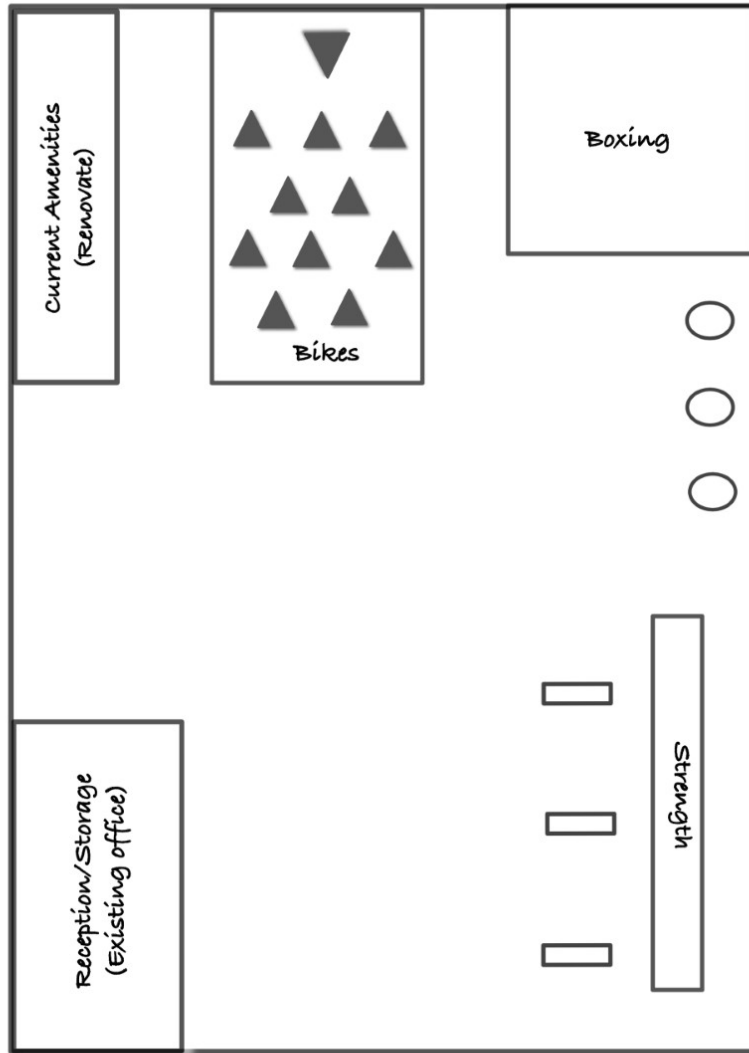 Current Amenities
(Renovate)
Bikes
Boxing
Strength
Reception/Storage
(Existing office)